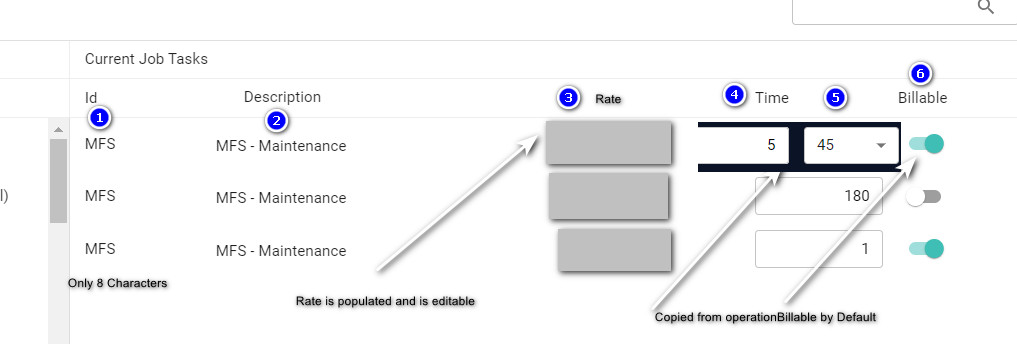 Current Job Tasks
6
1 3 4 5
Id Description Rate Time Billable
2
MFS MFS - Maintenance 5 45
MFS MFS - Maintenance 180
l)
MFS MFS - Maintenance 1
Only 8 Characters
Rate is populated and is editable
Copied from operationBillable by Default